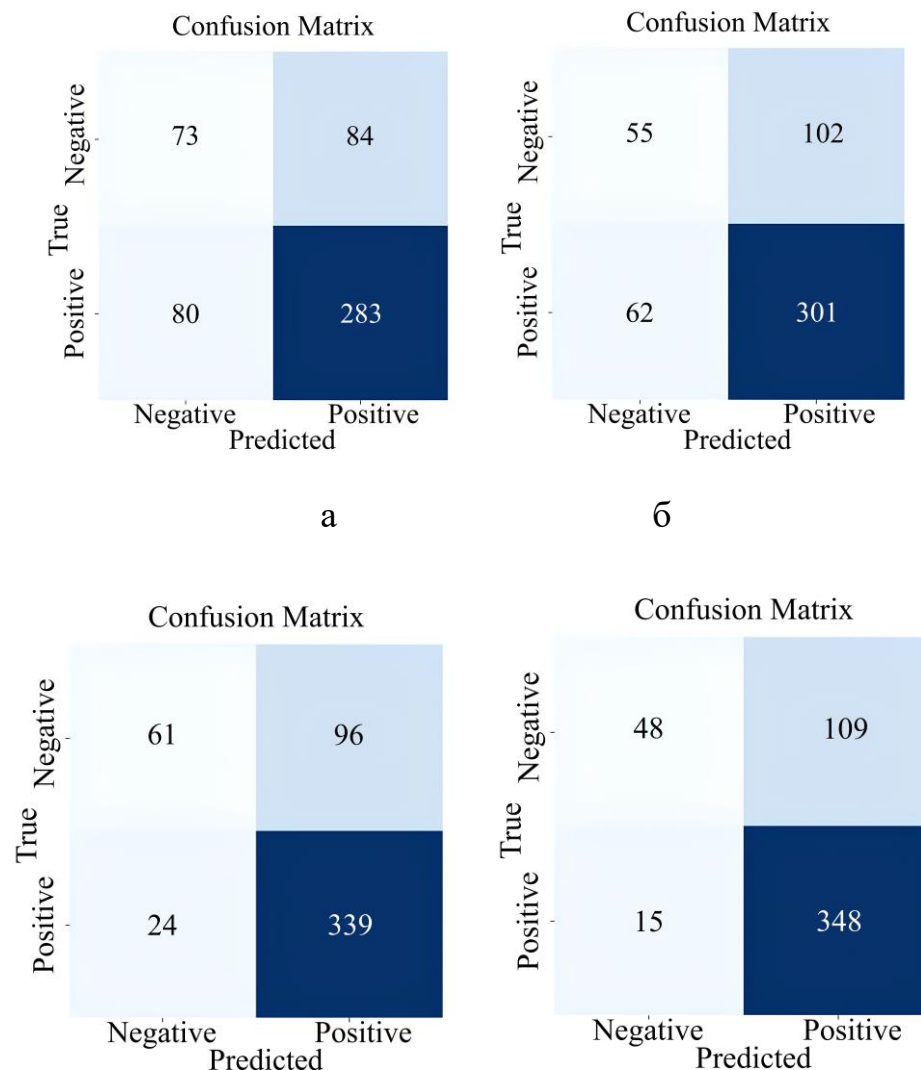 Confusion Matrix
Negative
73
84
True
Positive
80
283
Negative
Positive
Predicted
Confusion Matrix
Negative
55
102
True
Positive
62
301
Negative
Positive
Predicted
а
б
Confusion Matrix
Negative
61
96
True
Positive
24
339
Negative
Positive
Predicted
Confusion Matrix
Negative
48
109
True
Positive
15
348
Negative
Positive
Predicted